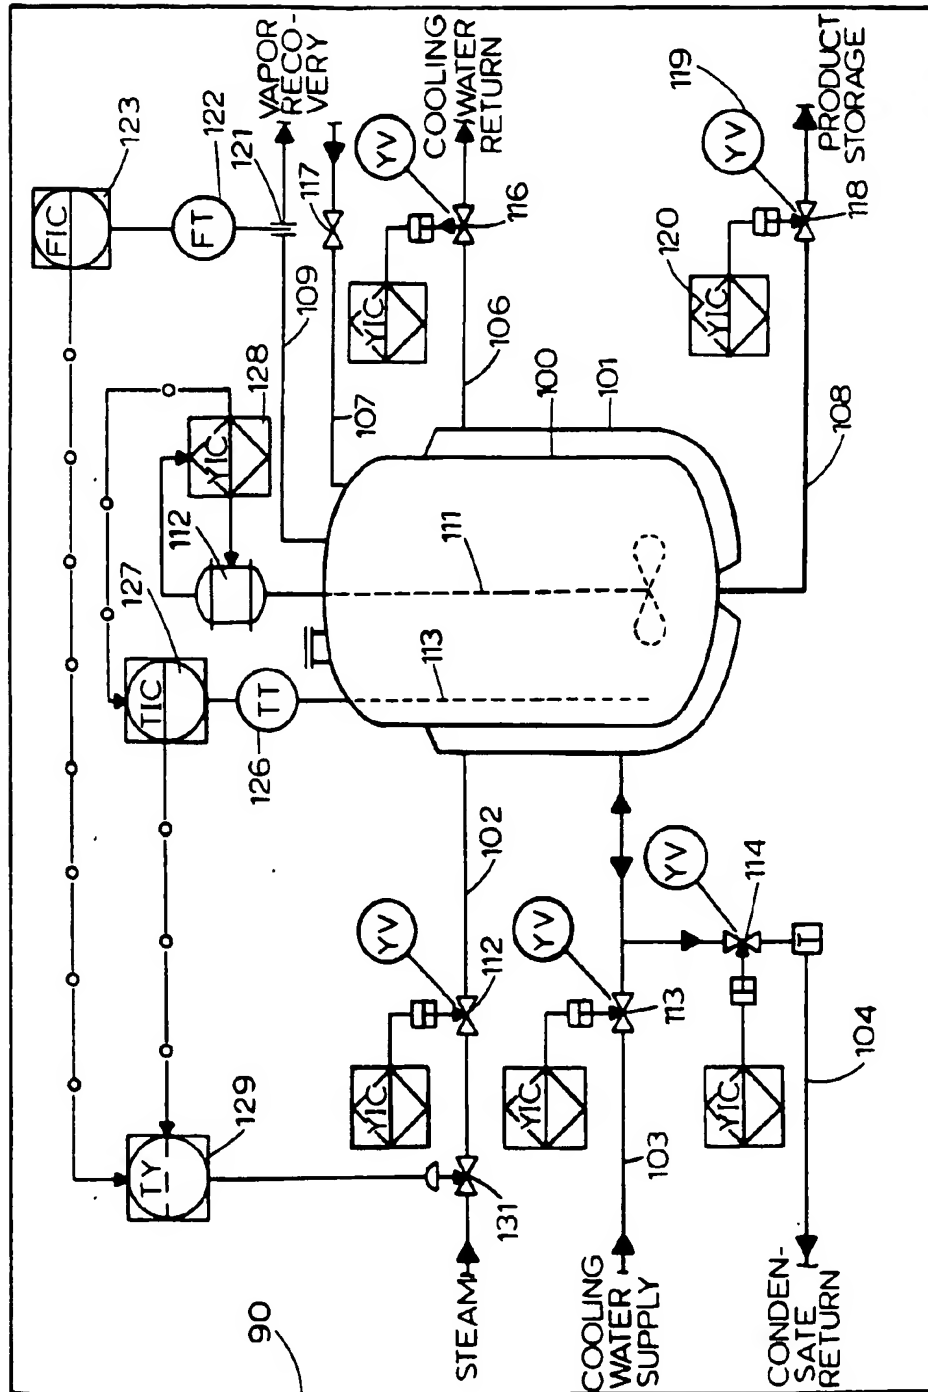 90
TY
129
FIC
123
FT
122
121
VAPOR
RECO-
VERY
TIC
127
TT
126
112
YIC
128
109
117
107
113
111
100
101
STEAM
131
YIC
112
YV
102
YIC
106
116
YV
COOLING
WATER
RETURN
COOLING
WATER
SUPPLY
103
YIC
113
YV
CONDEN-
SATE
RETURN
104
YIC
T
114
YV
108
YIC
120
118
YV
119
PRODUCT
STORAGE